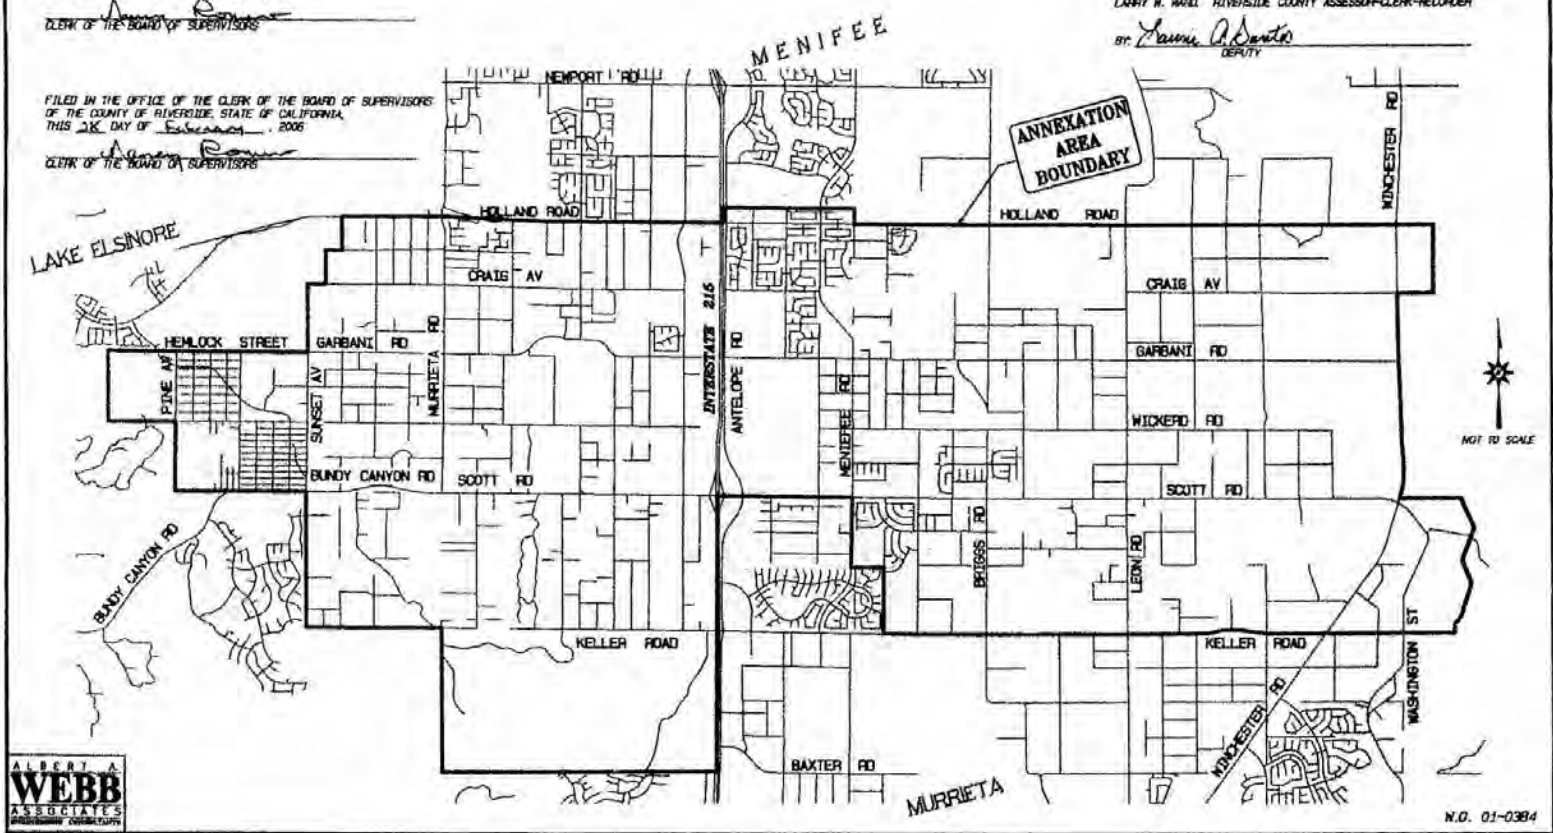 CLERK OF THE BOARD OF SUPERVISORS
LARRY W. WARD RIVERSIDE COUNTY ASSESSOR-CLERK-RECORDER
BY:
DEPUTY
FILED IN THE OFFICE OF THE CLERK OF THE BOARD OF SUPERVISORS
OF THE COUNTY OF RIVERSIDE, STATE OF CALIFORNIA,
THIS DAY OF , 2006
CLERK OF THE BOARD OF SUPERVISORS
MENIFEE
NEWPORT RD
ANNEXATION
AREA
BOUNDARY
WINCHESTER RD
HOLLAND ROAD
HOLLAND ROAD
LAKE ELSINORE
CRAIG AV
CRAIG AV
INTERSTATE 215
HEMLOCK STREET
GARBANI RD
GARBANI RD
PINE AV
SUNSET AV
MURRIETA RD
ANTELOPE RD
MENIFEE RD
WICKERD RD
NOT TO SCALE
BUNDY CANYON RD
SCOTT RD
SCOTT RD
BUNDY CANYON RD
BRIGGS RD
LEON RD
KELLER ROAD
KELLER ROAD
WASHINGTON ST
WINCHESTER RD
BAXTER RD
MURRIETA
ALBERT A.
WEBB
ASSOCIATES
W.O. 01-0384